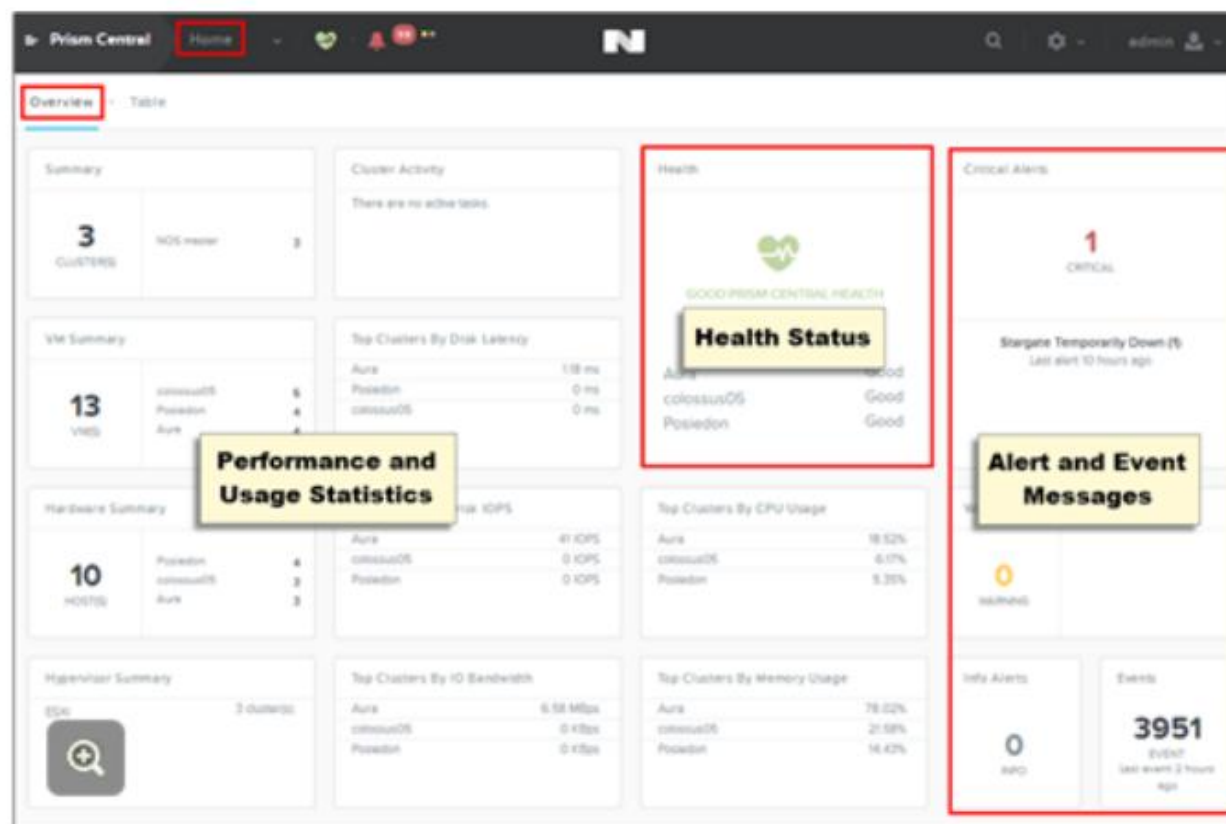 Prism Central Home admin
Overview Table
Summary
3
CLUSTER(S)
NOS master 3
Cluster Activity
There are no active tasks.
Health
GOOD PRISM CENTRAL HEALTH
Health Status
Aura Good
colossus05 Good
Posiedon Good
Critical Alerts
1
CRITICAL
Stargate Temporarily Down (1)
Last alert 10 hours ago
VM Summary
13
VM(S)
colossus05 5
Posiedon 4
Aura 4
Top Clusters By Disk Latency
Aura 1.18 ms
Posiedon 0 ms
colossus05 0 ms
Performance and
Usage Statistics
Alert and Event
Messages
Hardware Summary
10
HOST(S)
Posiedon 4
colossus05 3
Aura 3
IOPS
Aura 41 IOPS
colossus05 0 IOPS
Posiedon 0 IOPS
Top Clusters By CPU Usage
Aura 18.52%
colossus05 6.17%
Posiedon 5.35%
0
WARNING
Hypervisor Summary
ESXi 3 cluster(s)
Top Clusters By IO Bandwidth
Aura 6.58 MBps
colossus05 0 KBps
Posiedon 0 KBps
Top Clusters By Memory Usage
Aura 78.02%
colossus05 21.58%
Posiedon 14.43%
Info Alerts
0
INFO
Events
3951
EVENT
Last event 2 hours
ago